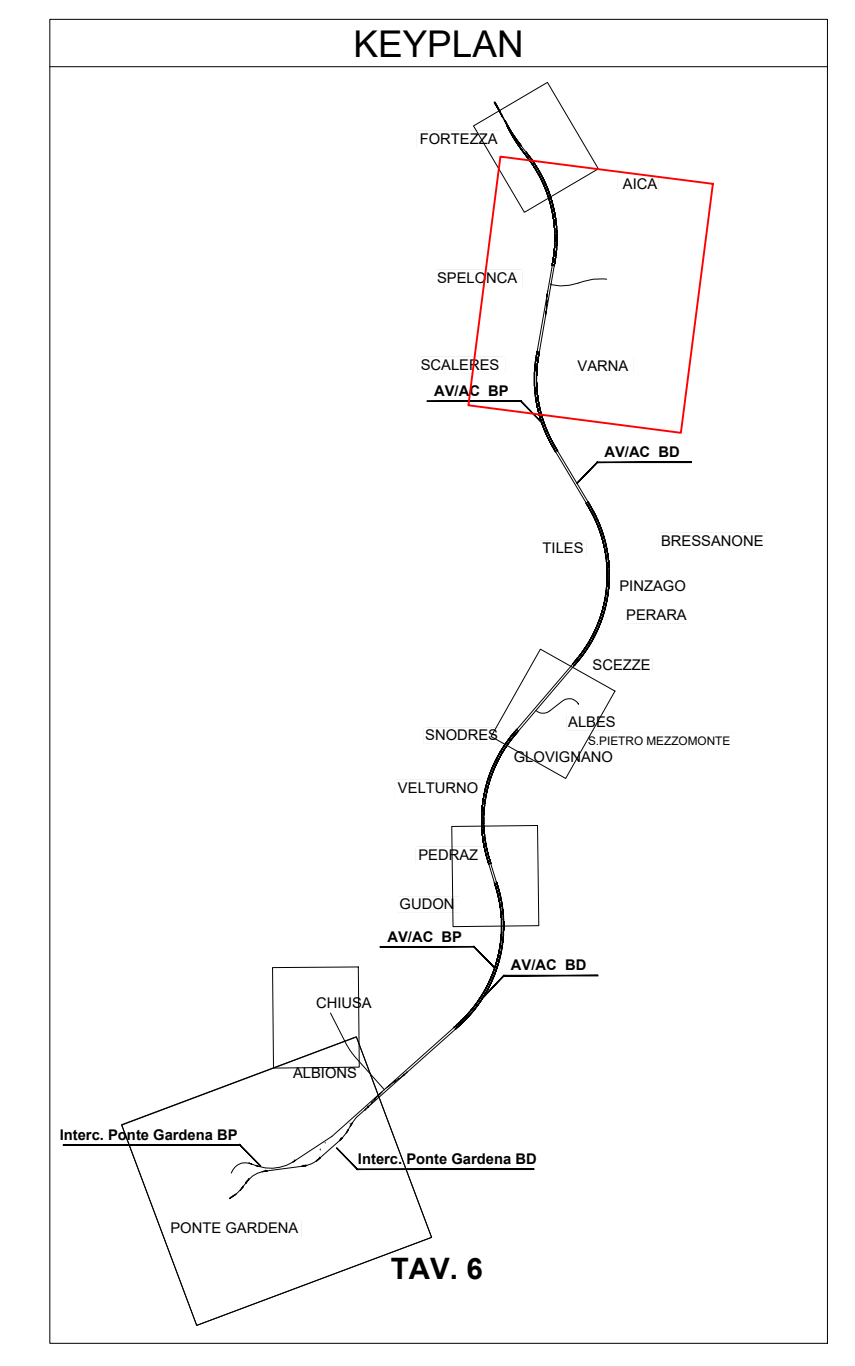 KEYPLAN
FORTEZZA
AICA
SPELONCA
SCALERES
VARNA
AV/AC BP
AV/AC BD
TILES
BRESSANONE
PINZAGO
PERARA
SCEZZE
ALBES
SNODRES
S.PIETRO MEZZOMONTE
GLOVIGNANO
VELTURNO
PEDRAZ
GUDON
AV/AC BP
AV/AC BD
CHIUSA
ALBIONS
Interc. Ponte Gardena BP
Interc. Ponte Gardena BD
PONTE GARDENA
TAV. 6